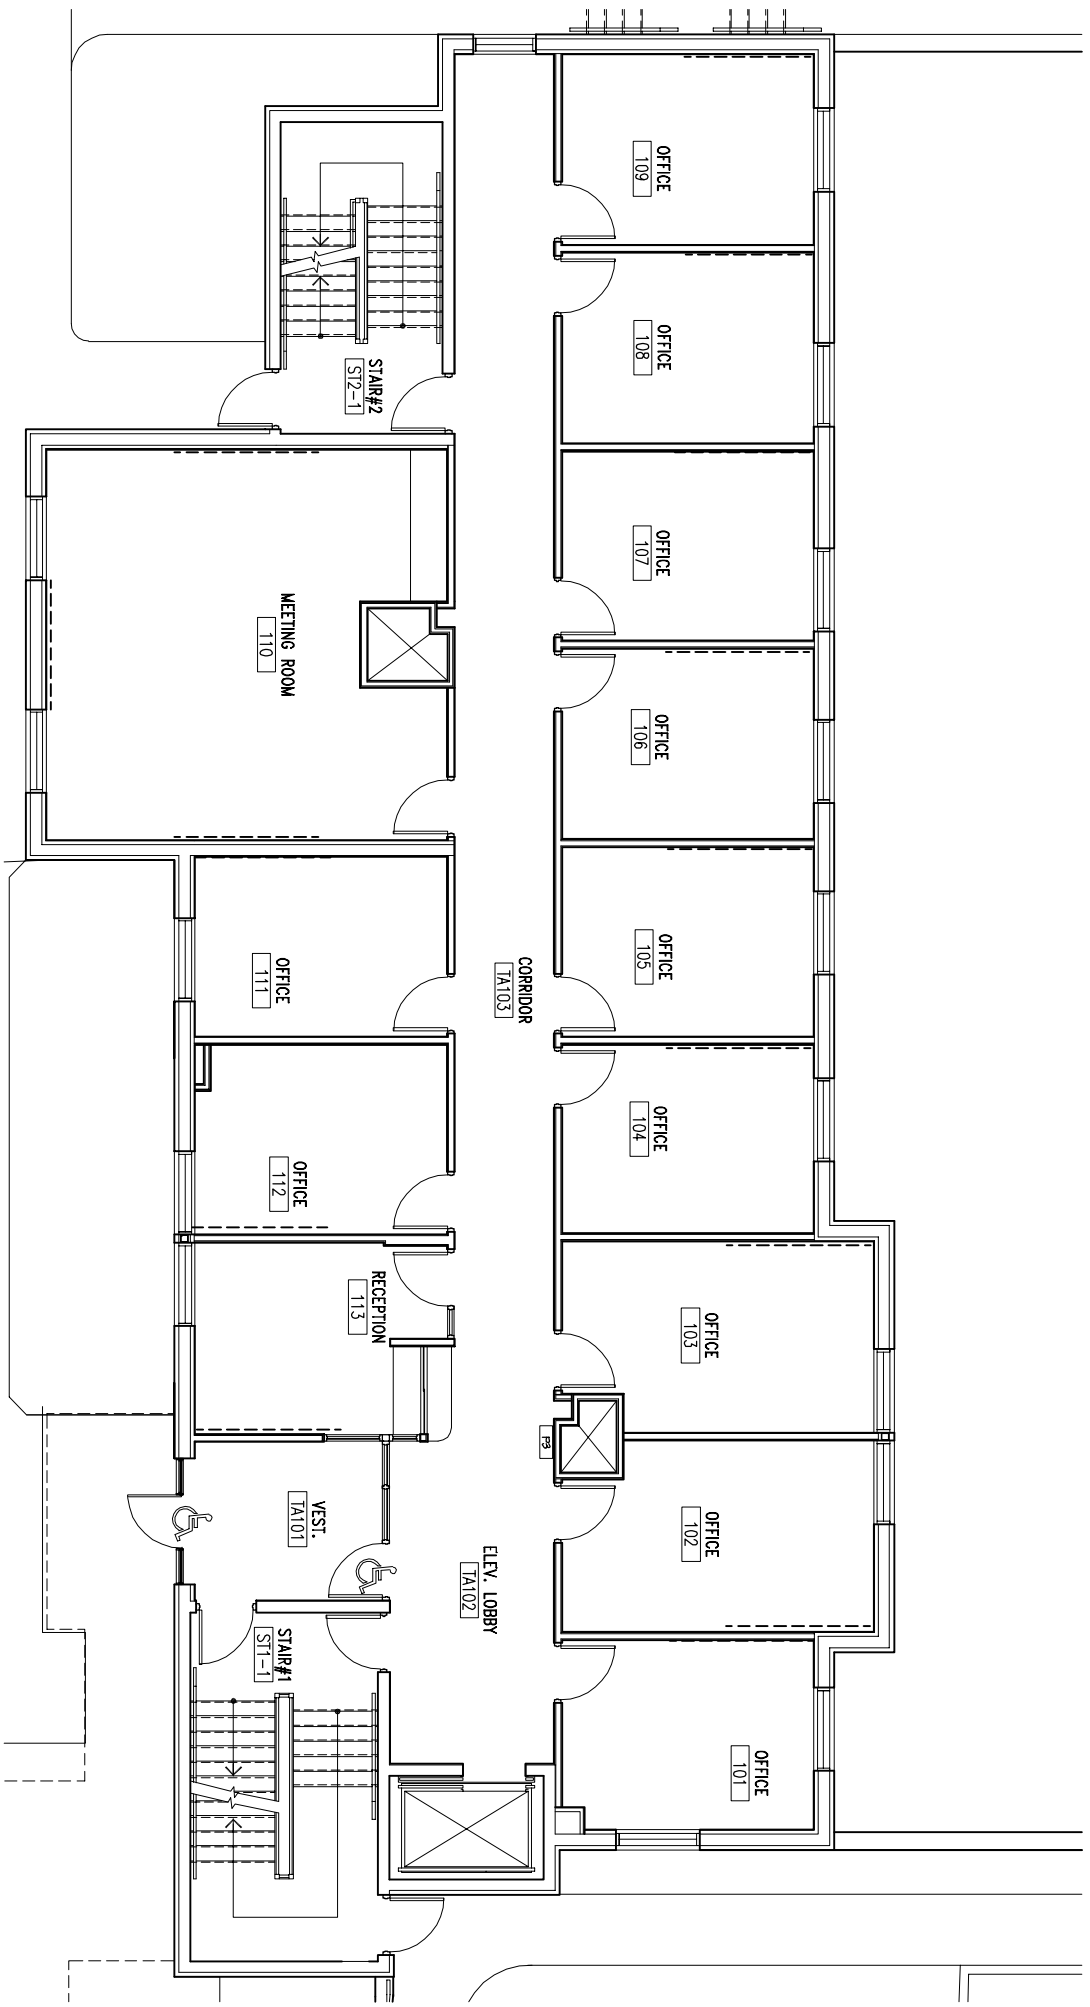 OFFICE
109
OFFICE
108
STAIR#2
ST2-1
OFFICE
107
MEETING ROOM
110
OFFICE
106
OFFICE
105
CORRIDOR
TA103
OFFICE
111
OFFICE
104
OFFICE
112
RECEPTION
113
OFFICE
103
P3
VEST.
TA101
OFFICE
102
ELEV. LOBBY
TA102
STAIR#1
ST1-1
OFFICE
101